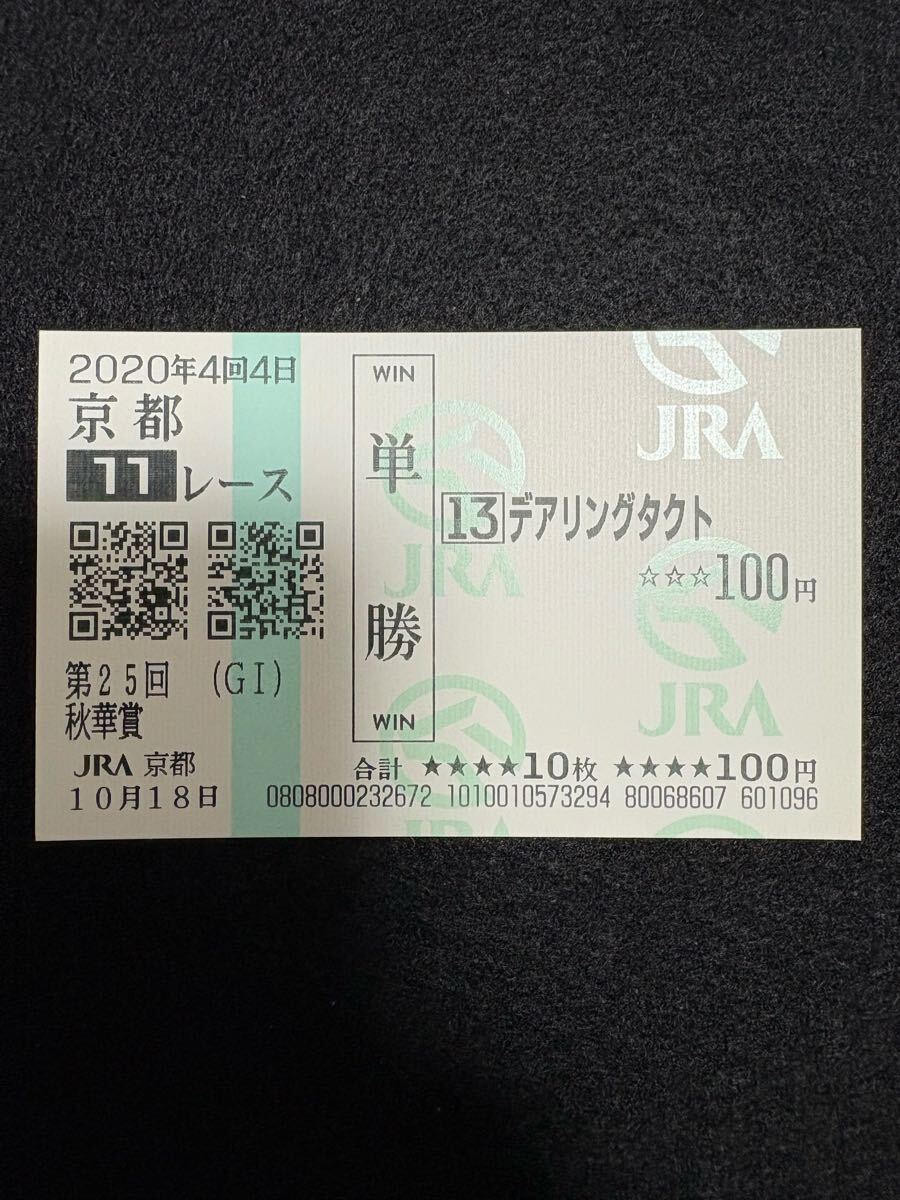 2020年4回4日
京都
11レース
第25回 (GI)
秋華賞
JRA 京都
10月18日
WIN
単勝
WIN
13デアリングタクト
☆☆☆100円
合計 ★★★★10枚 ★★★★100円
0808000232672 1010010573294 80068607 601096
JRA
JRA
JRA